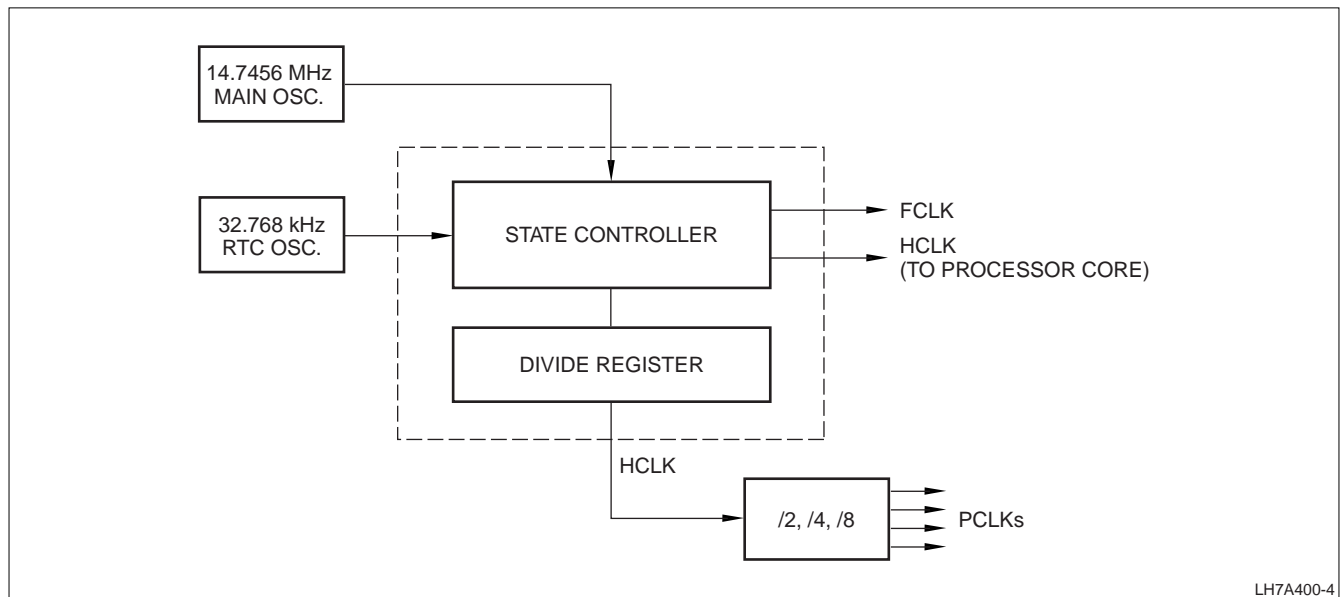 14.7456 MHz
MAIN OSC.
32.768 kHz
RTC OSC.
STATE CONTROLLER
FCLK
HCLK
(TO PROCESSOR CORE)
DIVIDE REGISTER
HCLK
/2, /4, /8
PCLKs
LH7A400-4